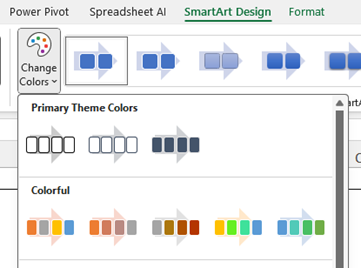 Power Pivot Spreadsheet AI SmartArt Design Format
Change
Colors
Primary Theme Colors
Colorful